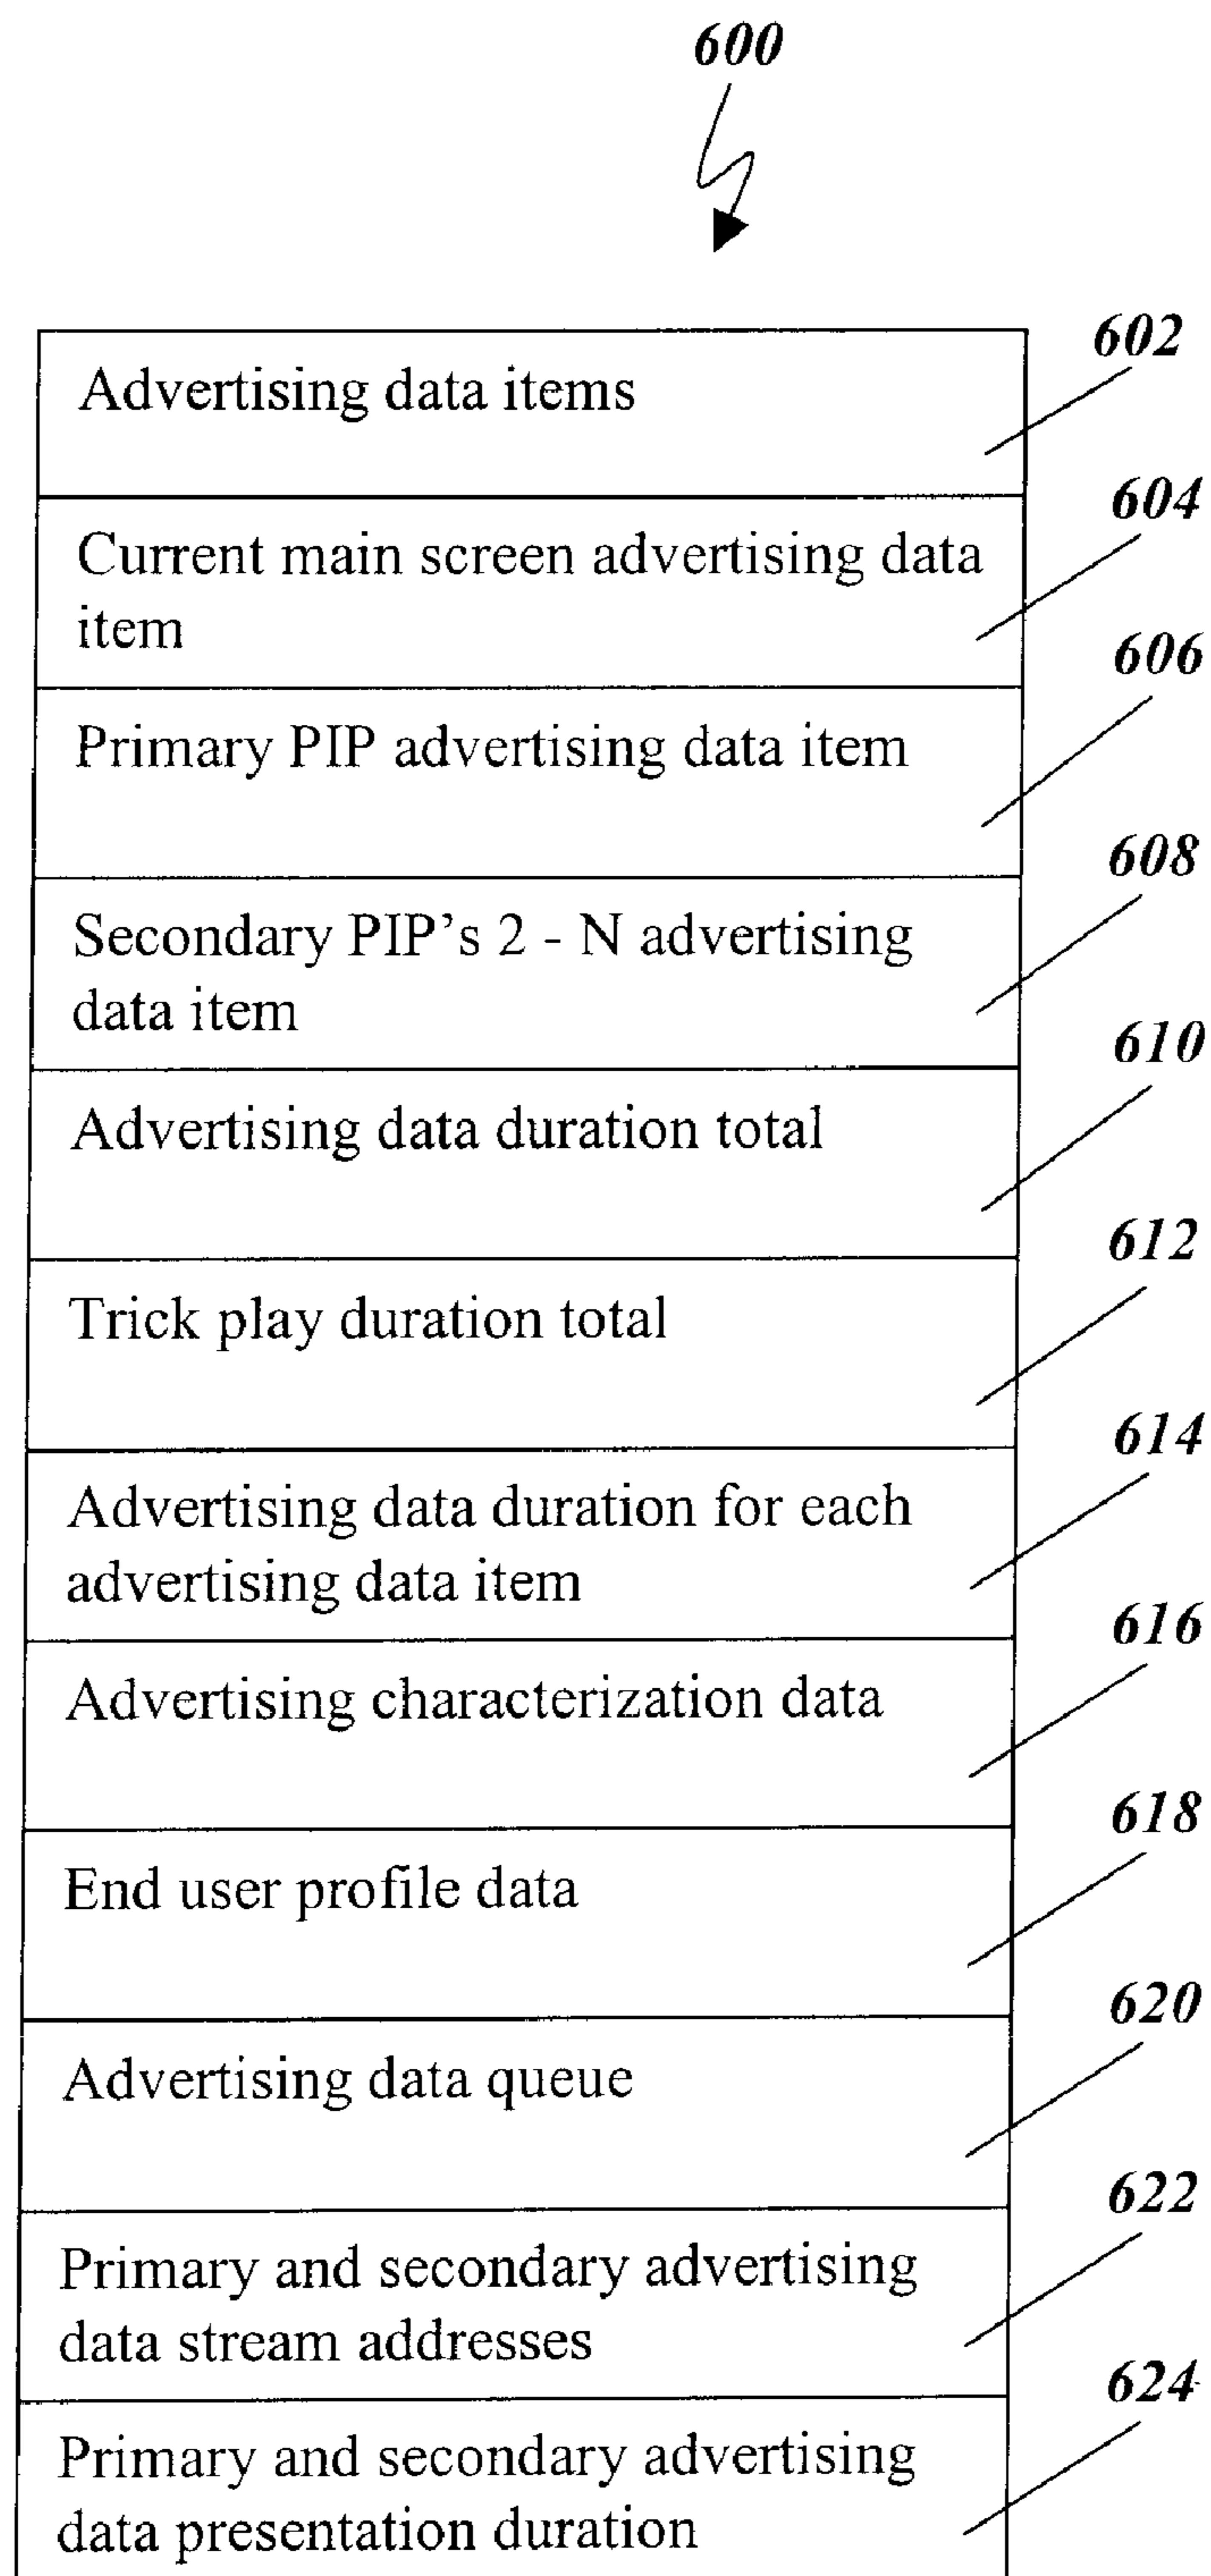 600
602
Advertising data items
604
Current main screen advertising data
item
606
Primary PIP advertising data item
608
Secondary PIP’s 2 - N advertising
data item
610
Advertising data duration total
612
Trick play duration total
614
Advertising data duration for each
advertising data item
616
Advertising characterization data
618
End user profile data
620
Advertising data queue
622
Primary and secondary advertising
data stream addresses
624
Primary and secondary advertising
data presentation duration